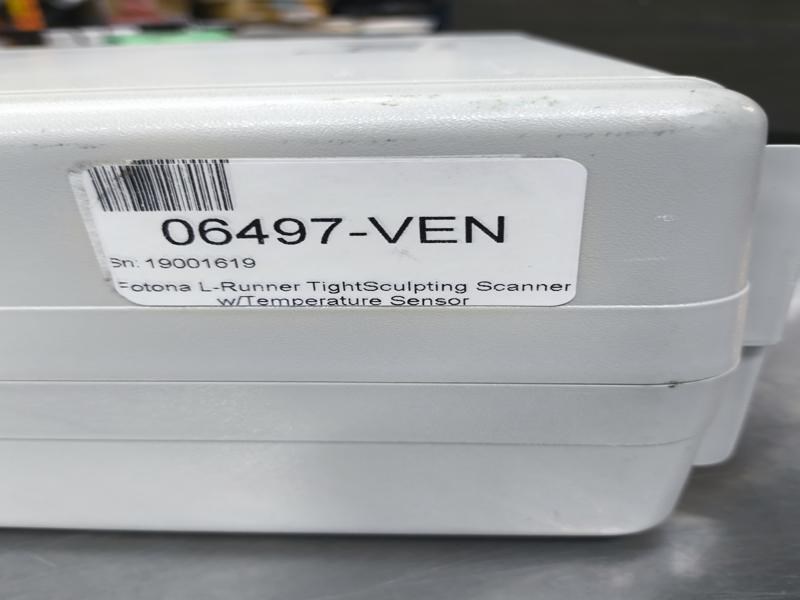 06497-VEN
Sn: 19001619
Fotona L-Runner TightSculpting Scanner
w/Temperature Sensor